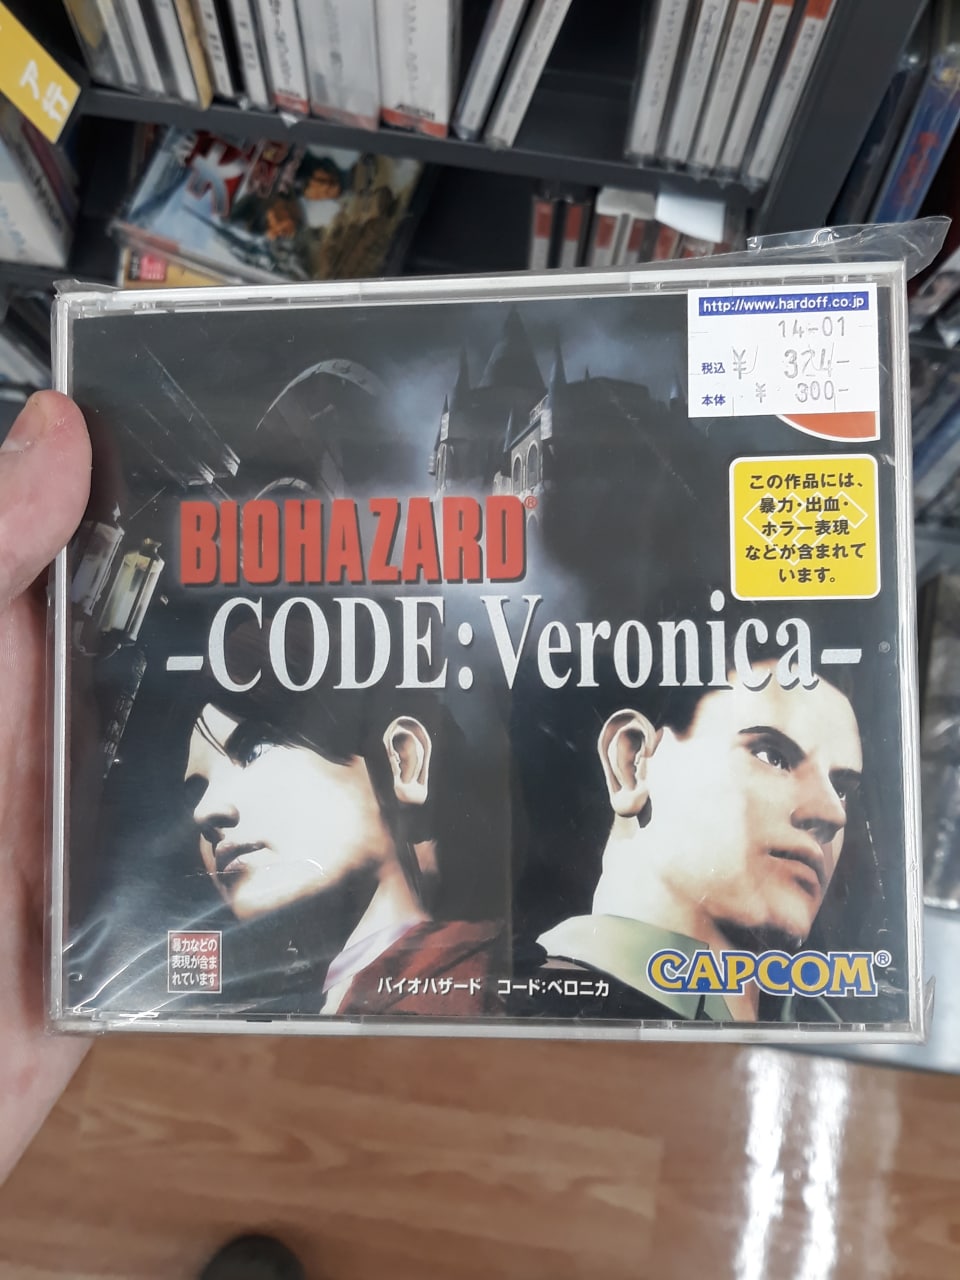 ア行
http://www.hardoff.co.jp
14-01
税込 ¥ 324-
本体 ¥ 300-
この作品には、
暴力・出血・
ホラー表現
などが含まれて
います。
BIOHAZARD®
-CODE:Veronica-
暴力などの
表現が含ま
れています
バイオハザード コード:ベロニカ
CAPCOM®